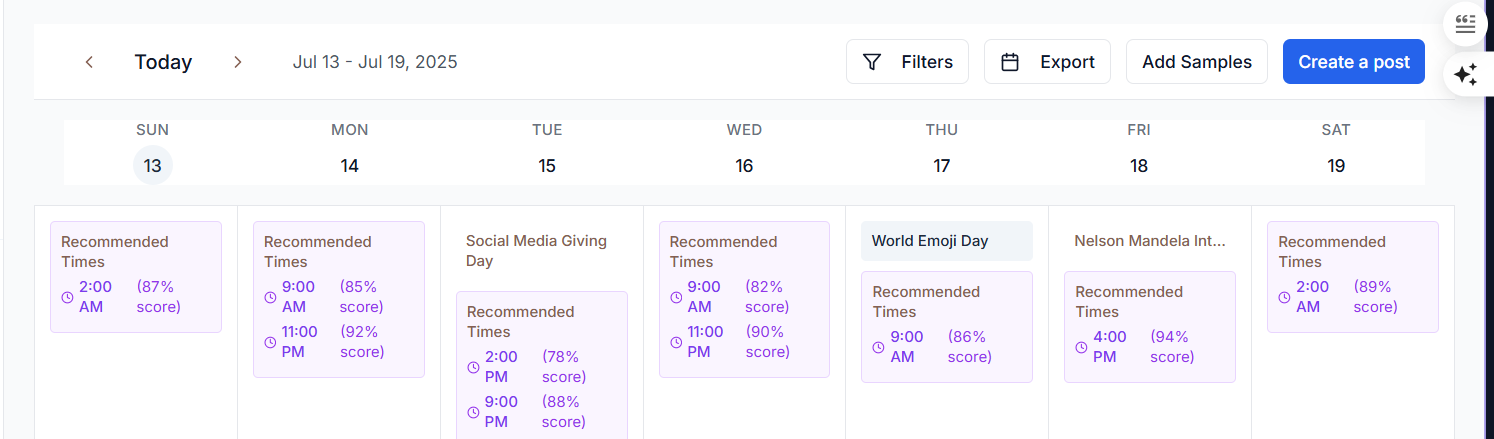 Today
Jul 13 - Jul 19, 2025
Filters
Export
Add Samples
Create a post
SUN
MON
TUE
WED
THU
FRI
SAT
13
14
15
16
17
18
19
Recommended
Times
2:00 (87%
AM score)
Recommended
Times
9:00 (85%
AM score)
11:00 (92%
PM score)
Social Media Giving
Day
Recommended
Times
2:00 (78%
PM score)
9:00 (88%
PM score)
Recommended
Times
9:00 (82%
AM score)
11:00 (90%
PM score)
World Emoji Day
Recommended
Times
9:00 (86%
AM score)
Nelson Mandela Int...
Recommended
Times
4:00 (94%
PM score)
Recommended
Times
2:00 (89%
AM score)